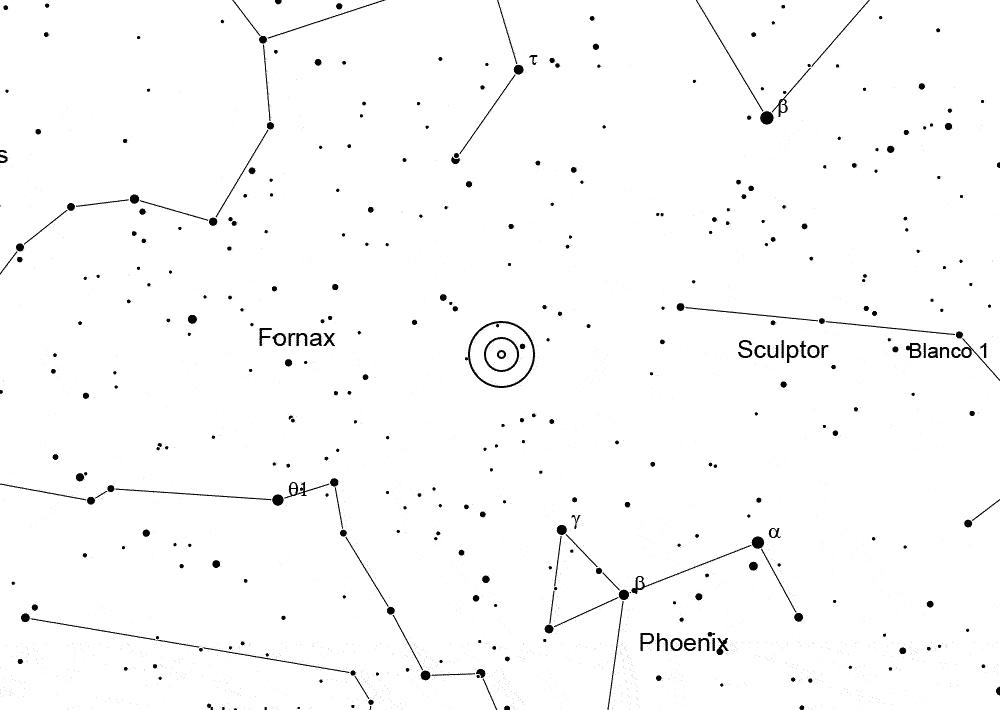 τ
β
s
Fornax
Sculptor
Blanco 1
θ1
γ
α
β
Phoenix